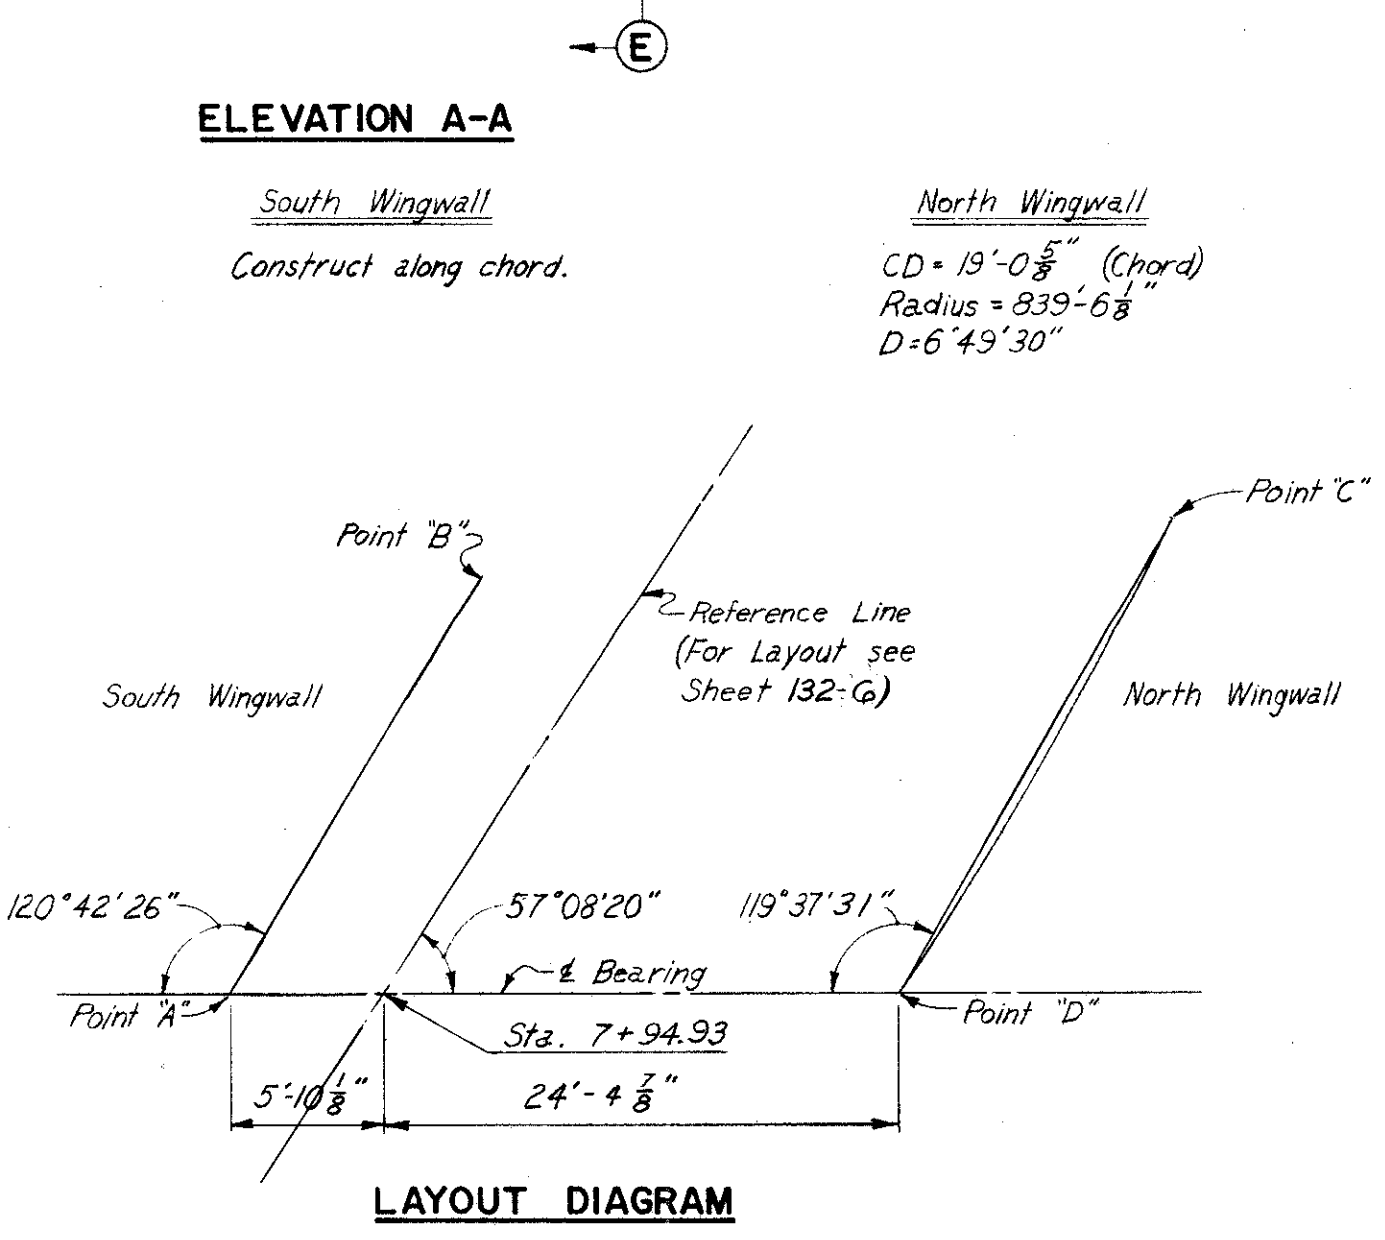 E
ELEVATION A-A
South Wingwall
Construct along chord.
North Wingwall
CD = 19'-0 5/8" (Chord)
Radius = 839'-6 1/8"
D = 6°49'30"
Point "C"
Point "B"
Reference Line
(For Layout see
Sheet 132-6)
South Wingwall
North Wingwall
120°42'26"
57°08'20"
119°37'31"
℄ Bearing
Point "A"
Point "D"
Sta. 7+94.93
5'-10 1/8"
24'-4 7/8"
LAYOUT DIAGRAM